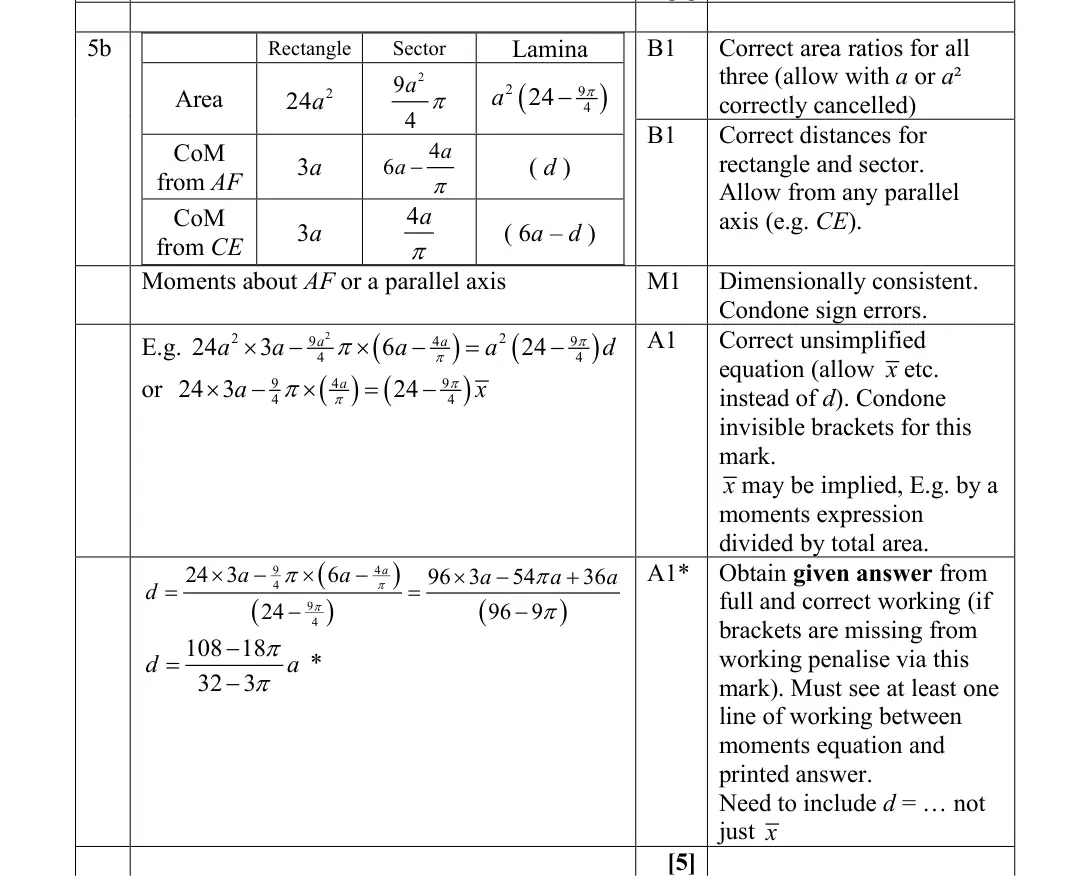 5b
Rectangle Sector Lamina
Area 24a² 9a²/4 π a²(24 − 9π/4)
CoM
from AF 3a 6a − 4a/π ( d )
CoM
from CE 3a 4a/π ( 6a – d )
B1 Correct area ratios for all
three (allow with a or a²
correctly cancelled)
B1 Correct distances for
rectangle and sector.
Allow from any parallel
axis (e.g. CE).
Moments about AF or a parallel axis
M1 Dimensionally consistent.
Condone sign errors.
E.g. 24a² × 3a − 9a²/4 π × (6a − 4a/π) = a²(24 − 9π/4)d
or 24 × 3a − 9/4 π × (4a/π) = (24 − 9π/4)x̅
A1 Correct unsimplified
equation (allow x̅ etc.
instead of d). Condone
invisible brackets for this
mark.
x̅ may be implied, E.g. by a
moments expression
divided by total area.
d = (24 × 3a − 9/4 π × (6a − 4a/π)) / (24 − 9π/4) = (96 × 3a − 54πa + 36a) / (96 − 9π)
d = (108 − 18π)/(32 − 3π) a *
A1* Obtain given answer from
full and correct working (if
brackets are missing from
working penalise via this
mark). Must see at least one
line of working between
moments equation and
printed answer.
Need to include d = … not
just x̅
[5]